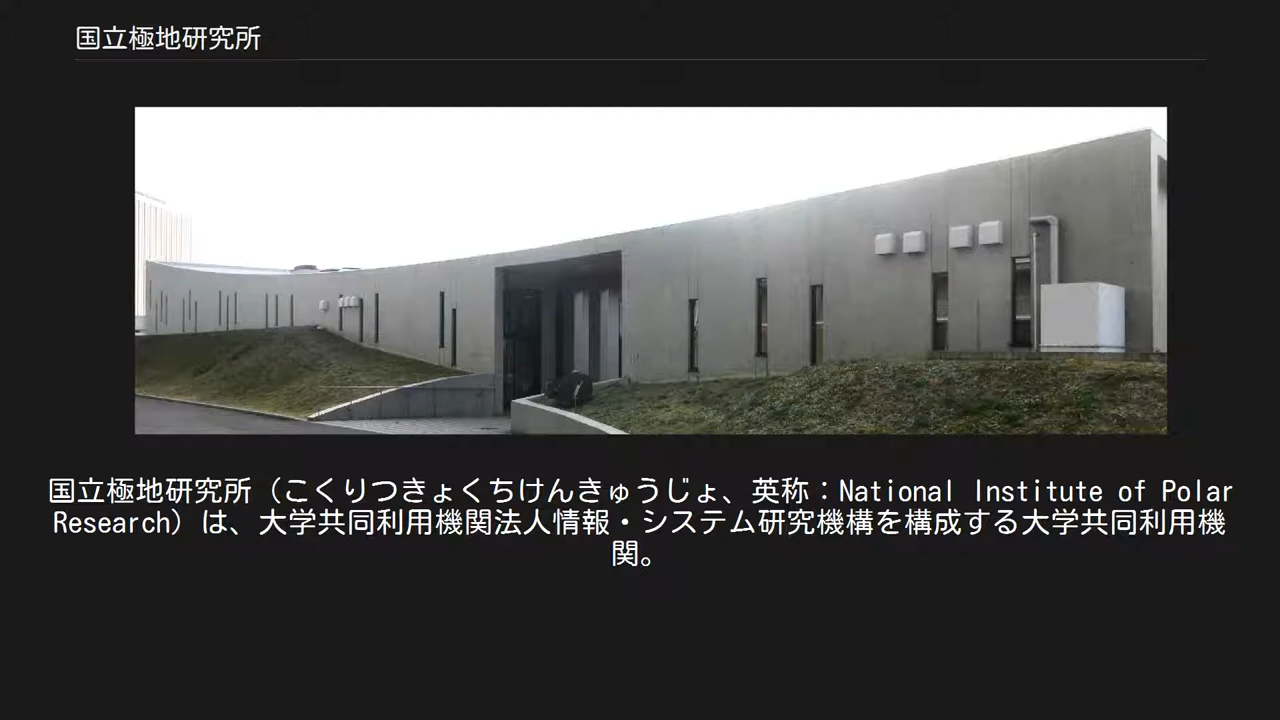 国立極地研究所
国立極地研究所（こくりつきょくちけんきゅうじょ、英称：National Institute of Polar
Research）は、大学共同利用機関法人情報・システム研究機構を構成する大学共同利用機
関。